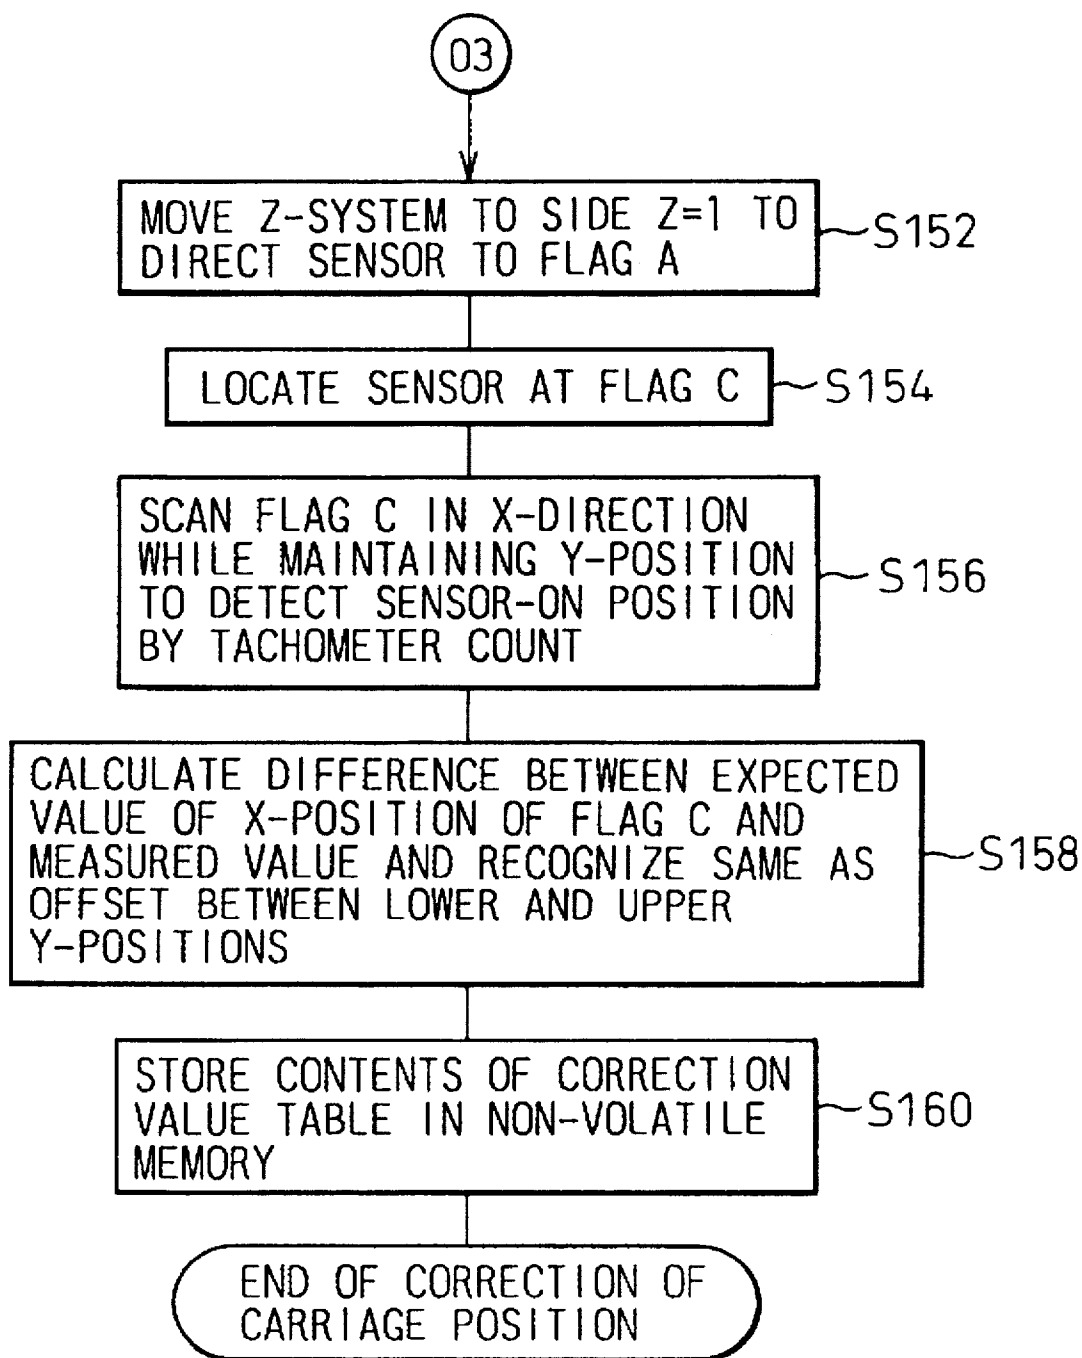 03
MOVE Z-SYSTEM TO SIDE Z=1 TO
DIRECT SENSOR TO FLAG A
S152
LOCATE SENSOR AT FLAG C
S154
SCAN FLAG C IN X-DIRECTION
WHILE MAINTAINING Y-POSITION
TO DETECT SENSOR-ON POSITION
BY TACHOMETER COUNT
S156
CALCULATE DIFFERENCE BETWEEN EXPECTED
VALUE OF X-POSITION OF FLAG C AND
MEASURED VALUE AND RECOGNIZE SAME AS
OFFSET BETWEEN LOWER AND UPPER
Y-POSITIONS
S158
STORE CONTENTS OF CORRECTION
VALUE TABLE IN NON-VOLATILE
MEMORY
S160
END OF CORRECTION OF
CARRIAGE POSITION